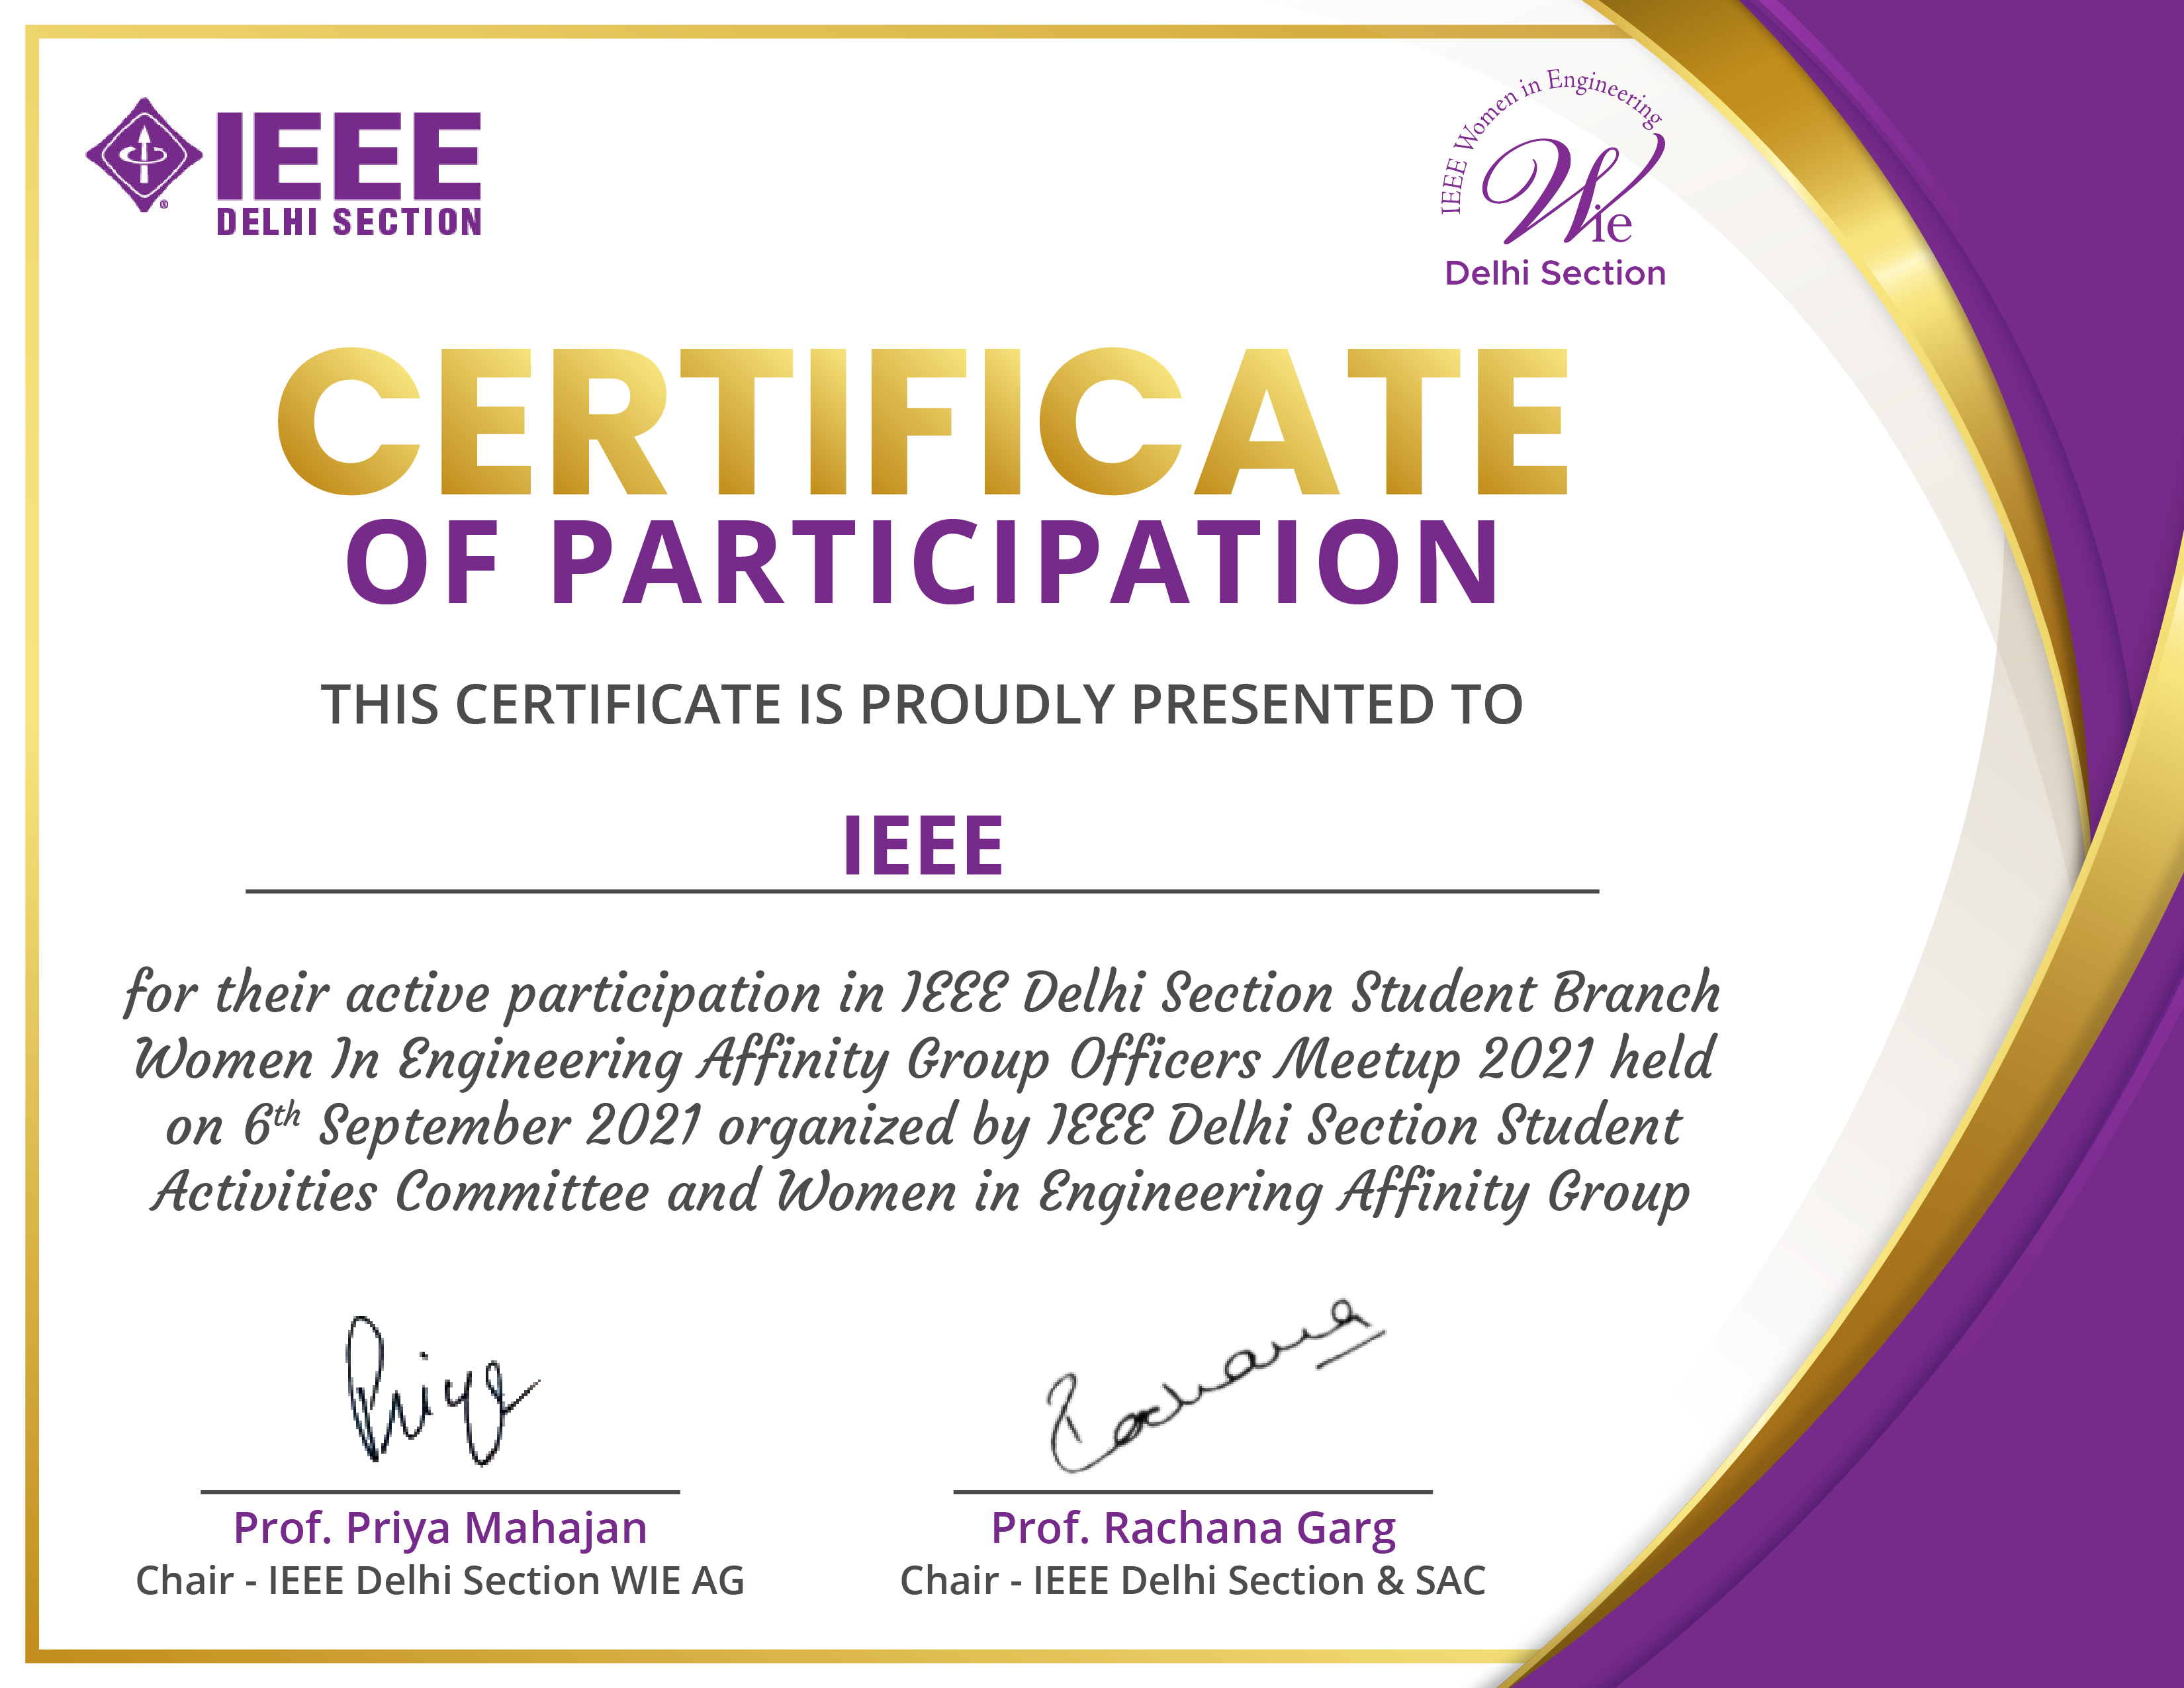 IEEE
DELHI SECTION
IEEE Women in Engineering
Wie
Delhi Section
CERTIFICATE
OF PARTICIPATION
THIS CERTIFICATE IS PROUDLY PRESENTED TO
IEEE
for their active participation in IEEE Delhi Section Student Branch
Women In Engineering Affinity Group Officers Meetup 2021 held
on 6th September 2021 organized by IEEE Delhi Section Student
Activities Committee and Women in Engineering Affinity Group
Priya
Rachana
Prof. Priya Mahajan
Prof. Rachana Garg
Chair - IEEE Delhi Section WIE AG
Chair - IEEE Delhi Section & SAC